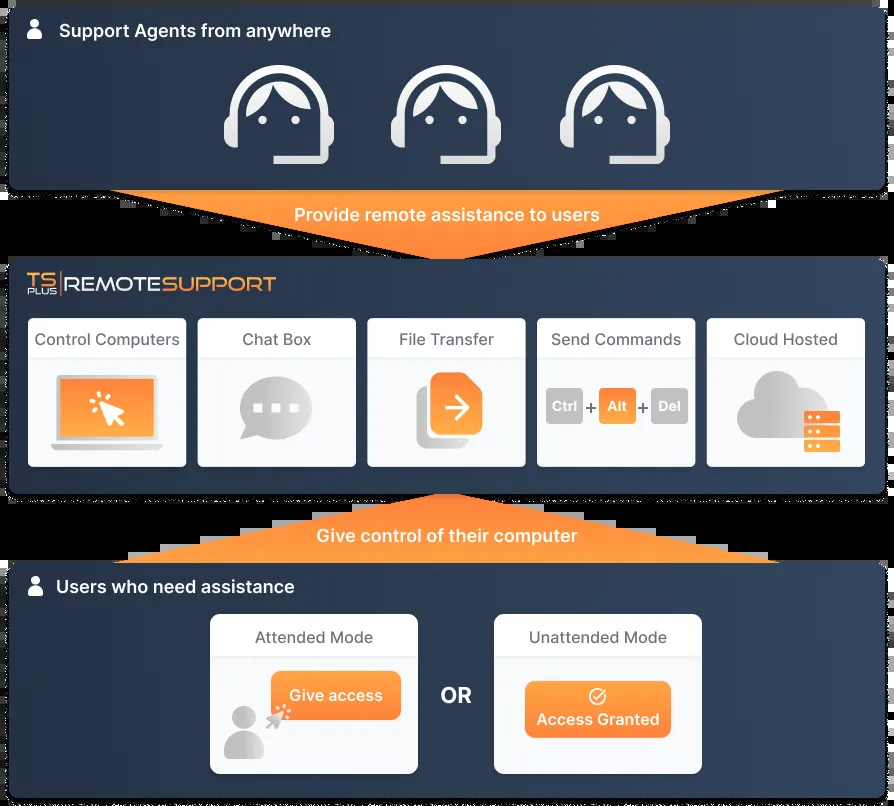 Support Agents from anywhere
Provide remote assistance to users
TS PLUS REMOTESUPPORT
Control Computers
Chat Box
File Transfer
Send Commands
Cloud Hosted
Ctrl + Alt + Del
Give control of their computer
Users who need assistance
Attended Mode
Unattended Mode
Give access
OR
Access Granted